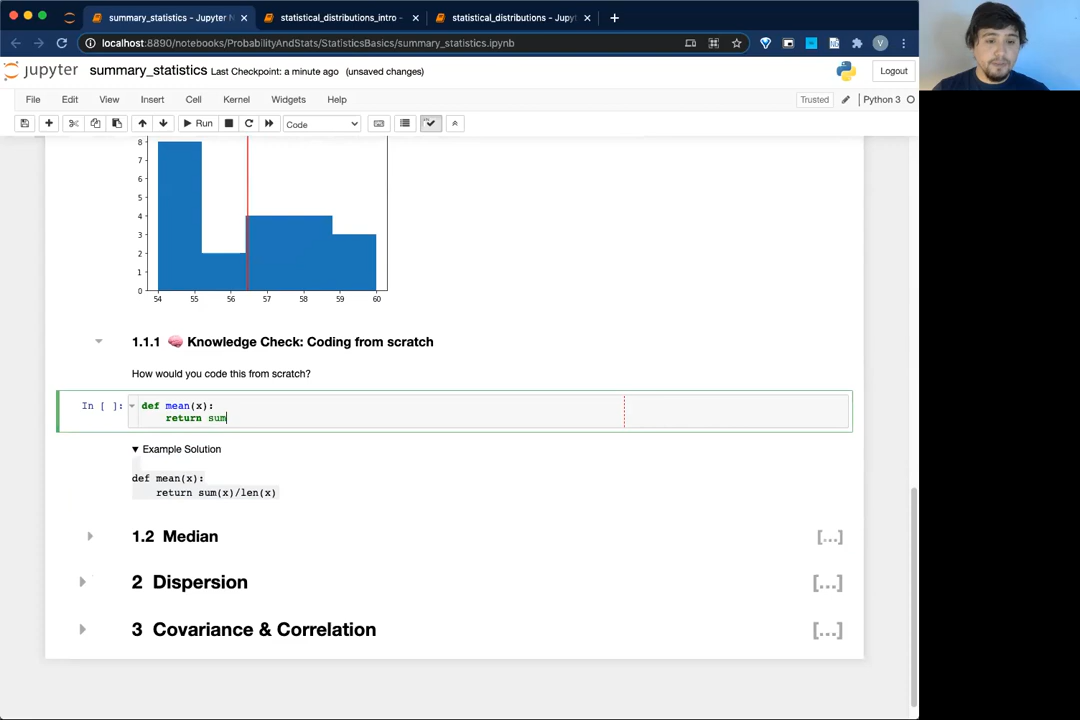 summary_statistics - Jupyter N
statistical_distributions_intro -
statistical_distributions - Jupyt
localhost:8890/notebooks/ProbabilityAndStats/StatisticsBasics/summary_statistics.ipynb
V
jupyter summary_statistics Last Checkpoint: a minute ago (unsaved changes)
Logout
File Edit View Insert Cell Kernel Widgets Help
Trusted Python 3
Run Code
8
7
6
5
4
3
2
1
0
54 55 56 57 58 59 60
1.1.1 🧠 Knowledge Check: Coding from scratch
How would you code this from scratch?
In [ ]: def mean(x):
return sum
Example Solution
def mean(x):
return sum(x)/len(x)
1.2 Median [...]
2 Dispersion [...]
3 Covariance & Correlation [...]